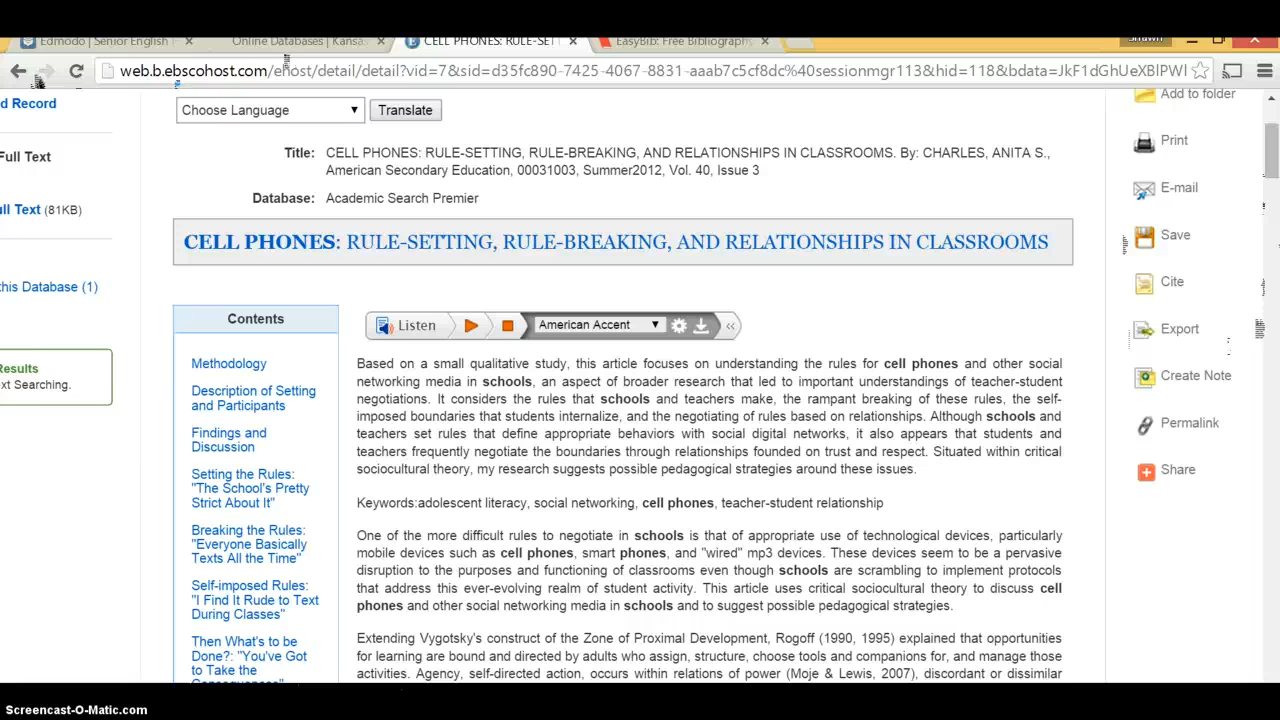 Edmodo | Senior English
Online Databases | Kansa
CELL PHONES: RULE-SET
EasyBib: Free Bibliography
web.b.ebscohost.com/ehost/detail/detail?vid=7&sid=d35fc890-7425-4067-8831-aaab7c5cf8dc%40sessionmgr113&hid=118&bdata=JkF1dGhUeXBlPWl
d Record
Full Text
ull Text (81KB)
this Database (1)
Results
xt Searching.
Choose Language
Translate
Title: CELL PHONES: RULE-SETTING, RULE-BREAKING, AND RELATIONSHIPS IN CLASSROOMS. By: CHARLES, ANITA S.,
American Secondary Education, 00031003, Summer2012, Vol. 40, Issue 3
Database: Academic Search Premier
CELL PHONES: RULE-SETTING, RULE-BREAKING, AND RELATIONSHIPS IN CLASSROOMS
Contents
Methodology
Description of Setting
and Participants
Findings and
Discussion
Setting the Rules:
"The School's Pretty
Strict About It"
Breaking the Rules:
"Everyone Basically
Texts All the Time"
Self-imposed Rules:
"I Find It Rude to Text
During Classes"
Then What's to be
Done?: "You've Got
to Take the
Consequences"
Listen
American Accent
Based on a small qualitative study, this article focuses on understanding the rules for cell phones and other social
networking media in schools, an aspect of broader research that led to important understandings of teacher-student
negotiations. It considers the rules that schools and teachers make, the rampant breaking of these rules, the self-
imposed boundaries that students internalize, and the negotiating of rules based on relationships. Although schools and
teachers set rules that define appropriate behaviors with social digital networks, it also appears that students and
teachers frequently negotiate the boundaries through relationships founded on trust and respect. Situated within critical
sociocultural theory, my research suggests possible pedagogical strategies around these issues.
Keywords:adolescent literacy, social networking, cell phones, teacher-student relationship
One of the more difficult rules to negotiate in schools is that of appropriate use of technological devices, particularly
mobile devices such as cell phones, smart phones, and "wired" mp3 devices. These devices seem to be a pervasive
disruption to the purposes and functioning of classrooms even though schools are scrambling to implement protocols
that address this ever-evolving realm of student activity. This article uses critical sociocultural theory to discuss cell
phones and other social networking media in schools and to suggest possible pedagogical strategies.
Extending Vygotsky's construct of the Zone of Proximal Development, Rogoff (1990, 1995) explained that opportunities
for learning are bound and directed by adults who assign, structure, choose tools and companions for, and manage those
activities. Agency, self-directed action, occurs within relations of power (Moje & Lewis, 2007), discordant or dissimilar
Add to folder
Print
E-mail
Save
Cite
Export
Create Note
Permalink
Share
Screencast-O-Matic.com